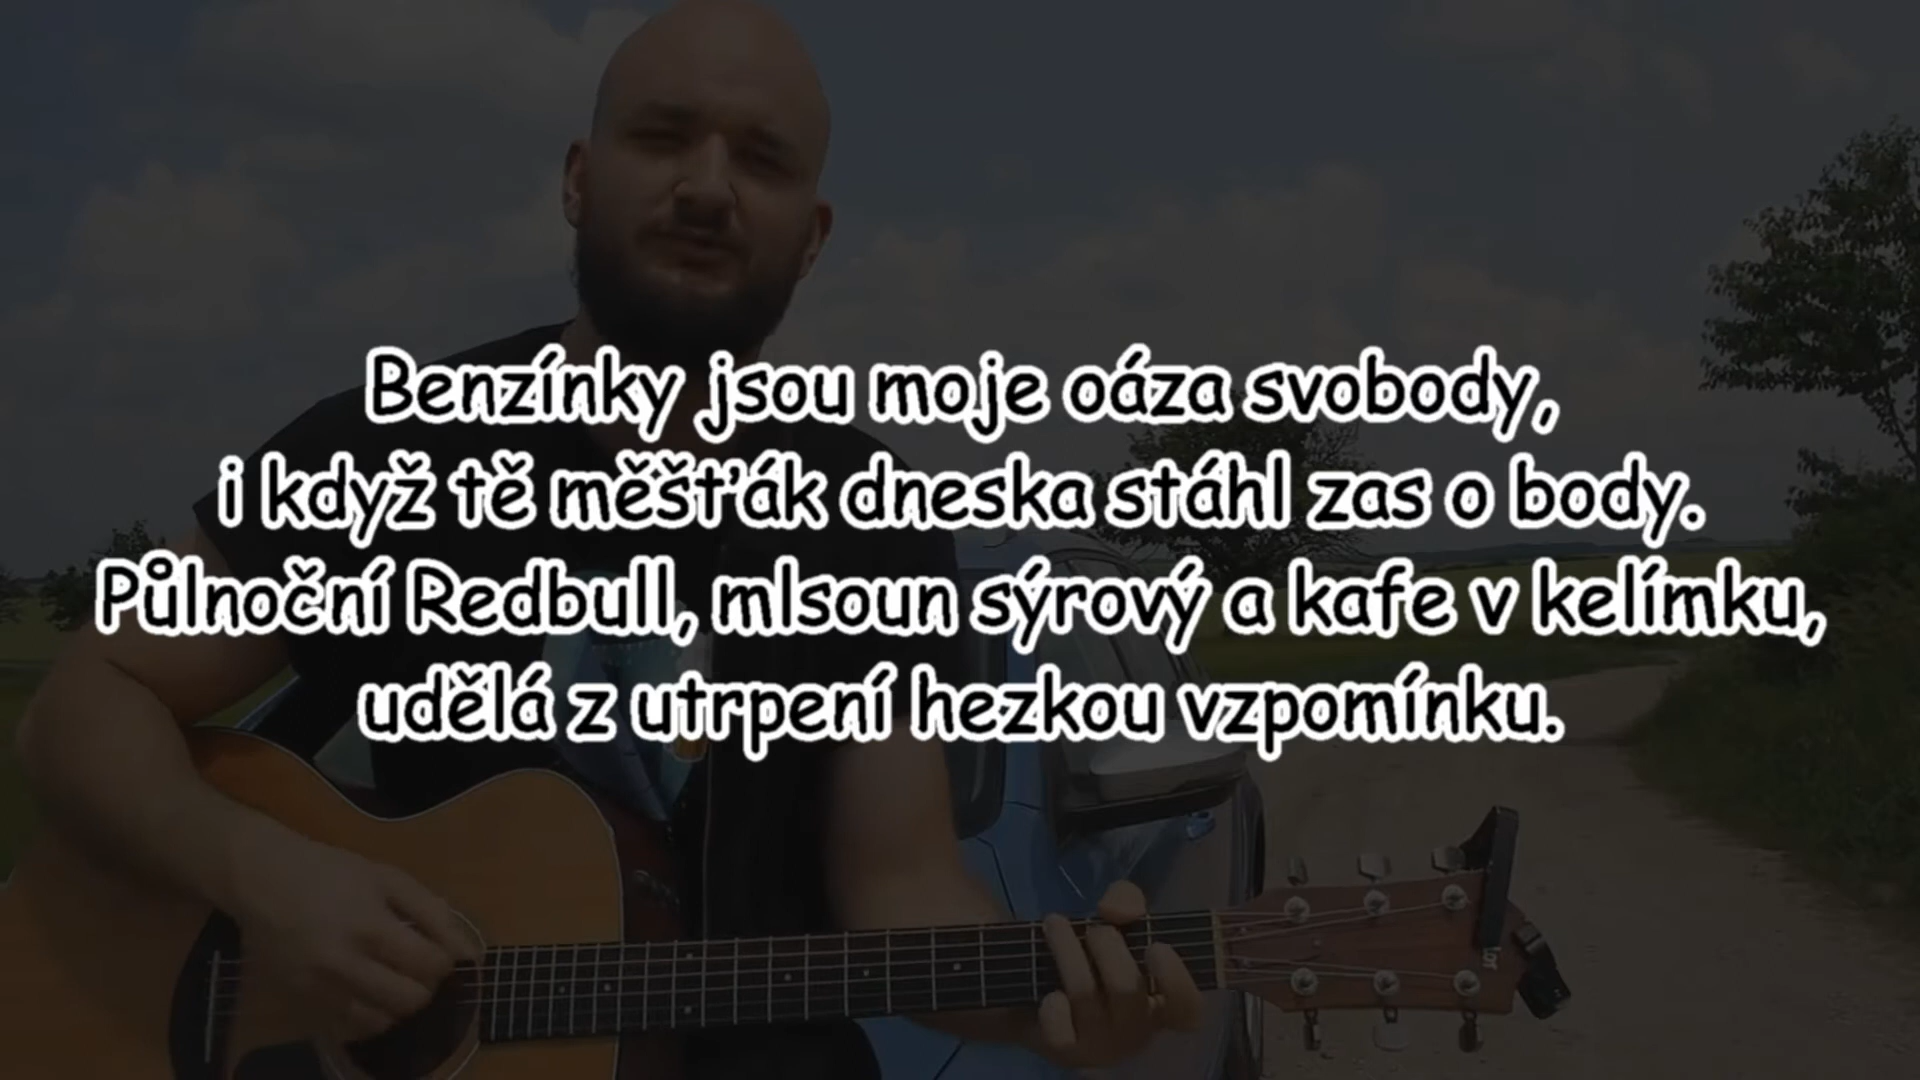 Benzínky jsou moje oáza svobody,
i když tě měšťák dneska stáhl zas o body.
Půlnoční Redbull, mlsoun sýrový a kafe v kelímku,
udělá z utrpení hezkou vzpomínku.